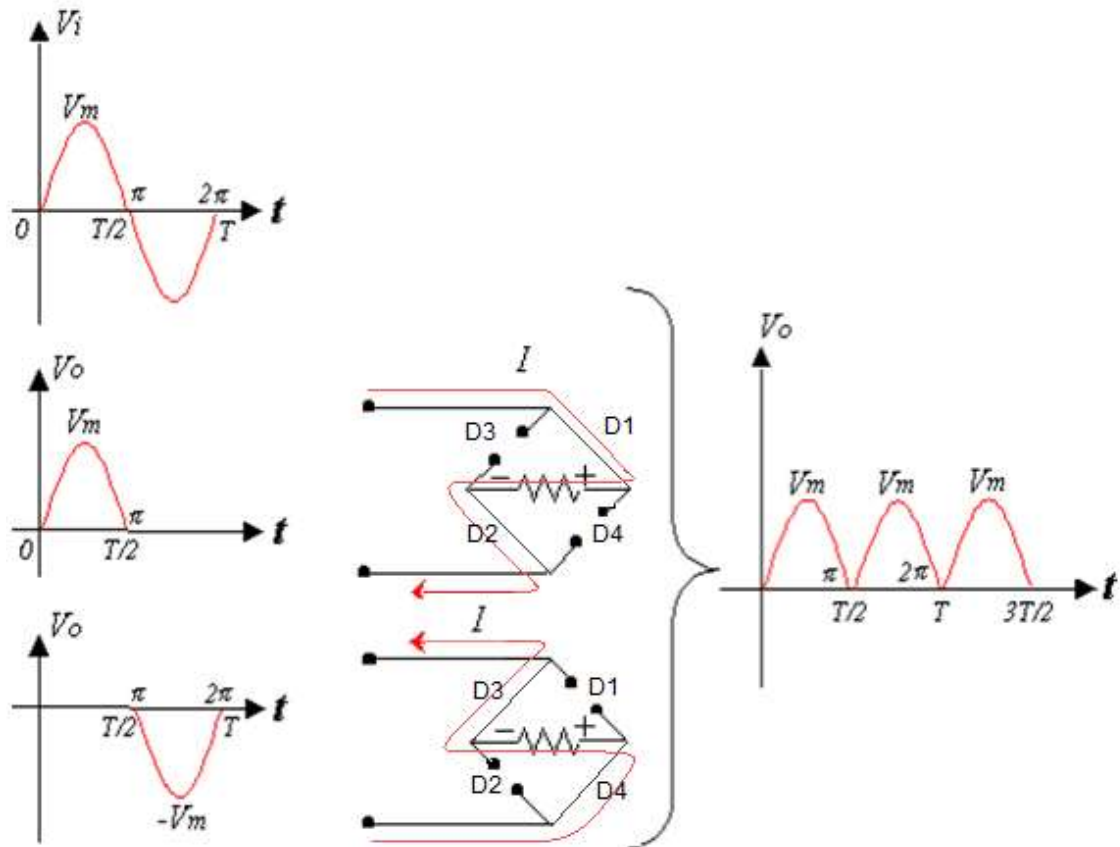 Vi
Vm
π 2π
0 T/2 T t
Vo
Vm
π
0 T/2 t
Vo
π 2π
T/2 T t
-Vm
I
D1
D3
− +
D2 D4
I
D3 D1
− +
D2 D4
Vo
Vm Vm Vm
π 2π
T/2 T 3T/2 t